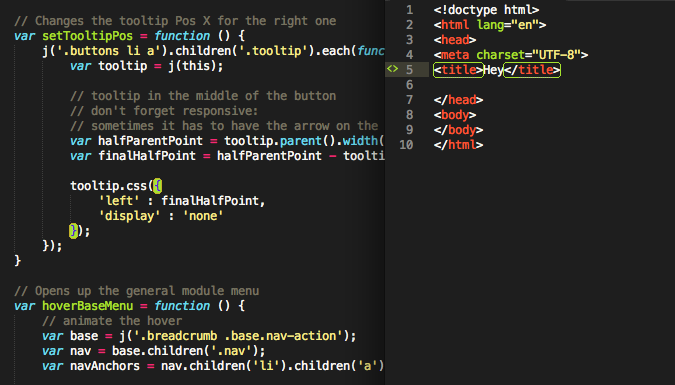 // Changes the tooltip Pos X for the right one
var setTooltipPos = function () {
j('.buttons li a').children('.tooltip').each(func
var tooltip = j(this);
// tooltip in the middle of the button
// don't forget responsive:
// sometimes it has to have the arrow on the
var halfParentPoint = tooltip.parent().width(
var finalHalfPoint = halfParentPoint - toolti
tooltip.css({
'left' : finalHalfPoint,
'display' : 'none'
});
});
}
// Opens up the general module menu
var hoverBaseMenu = function () {
// animate the hover
var base = j('.breadcrumb .base.nav-action');
var nav = base.children('.nav');
var navAnchors = nav.children('li').children('a')
1 <!doctype html>
2 <html lang="en">
3 <head>
4 <meta charset="UTF-8">
<> 5 <title>Hey</title>
6
7 </head>
8 <body>
9 </body>
10 </html>